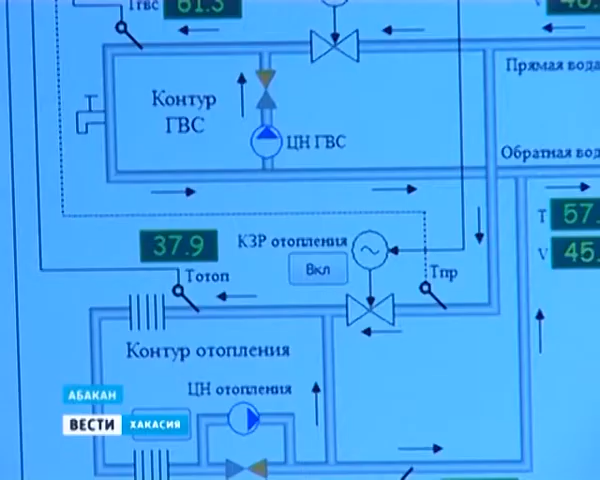 Тгвс 61.3
Прямая вода
Контур
ГВС
ЦН ГВС
Обратная вод
Т 57.
37.9
КЗР отопления
V 45.
Тотоп
Вкл
Тпр
Контур отопления
ЦН отопления
АБАКАН
ВЕСТИ ХАКАСИЯ